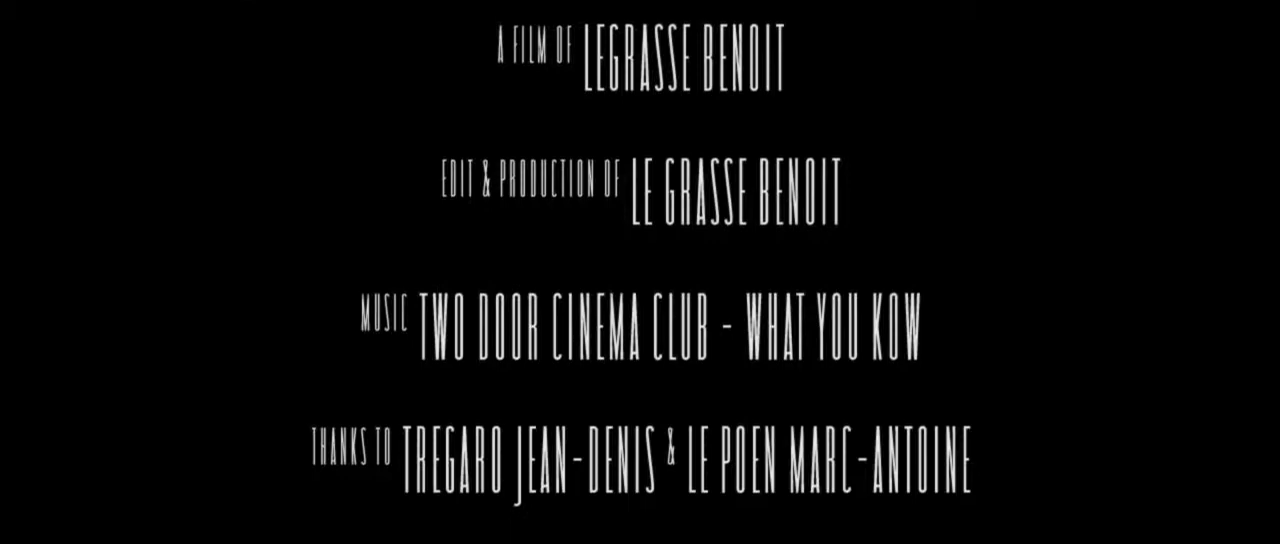 A FILM OF LEGRASSE BENOIT
EDIT & PRODUCTION OF LE GRASSE BENOIT
MUSIC TWO DOOR CINEMA CLUB - WHAT YOU KOW
THANKS TO TREGARO JEAN-DENIS & LE POEN MARC-ANTOINE